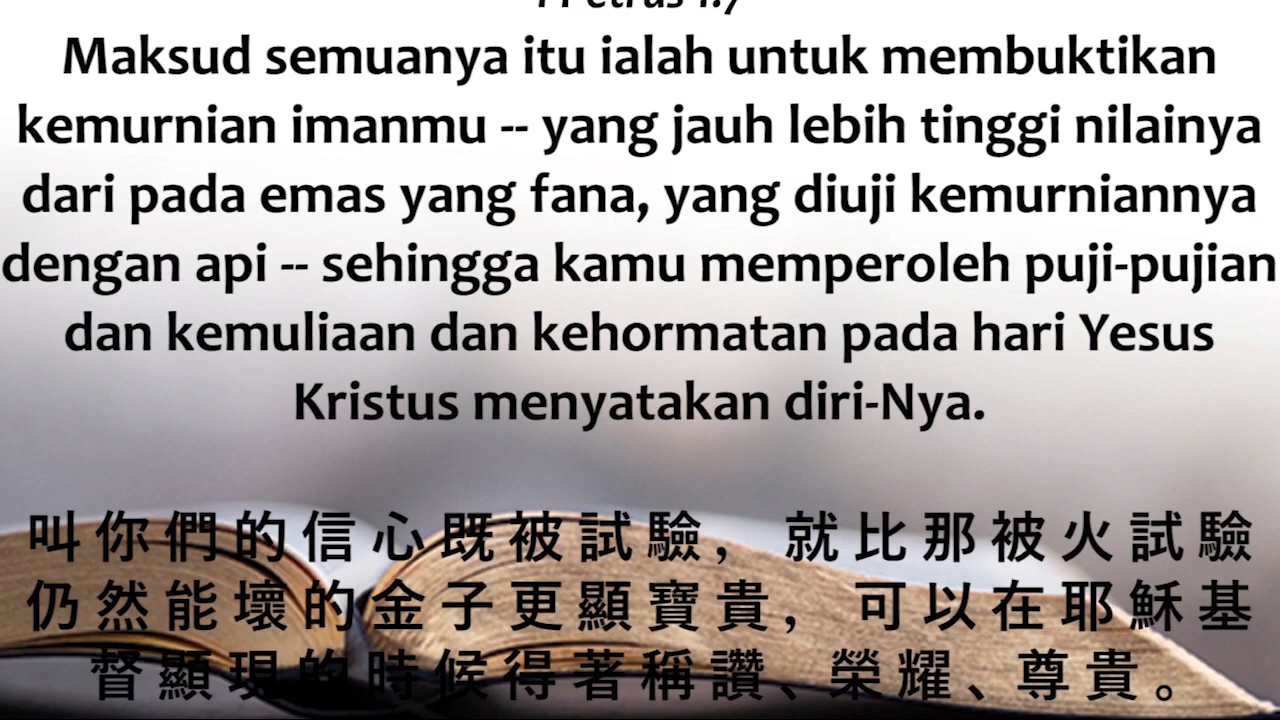 1 Petrus 1:7
Maksud semuanya itu ialah untuk membuktikan
kemurnian imanmu -- yang jauh lebih tinggi nilainya
dari pada emas yang fana, yang diuji kemurniannya
dengan api -- sehingga kamu memperoleh puji-pujian
dan kemuliaan dan kehormatan pada hari Yesus
Kristus menyatakan diri-Nya.
叫你們的信心既被試驗，就比那被火試驗
仍然能壞的金子更顯寶貴，可以在耶穌基
督顯現的時候得著稱讚、榮耀、尊貴。